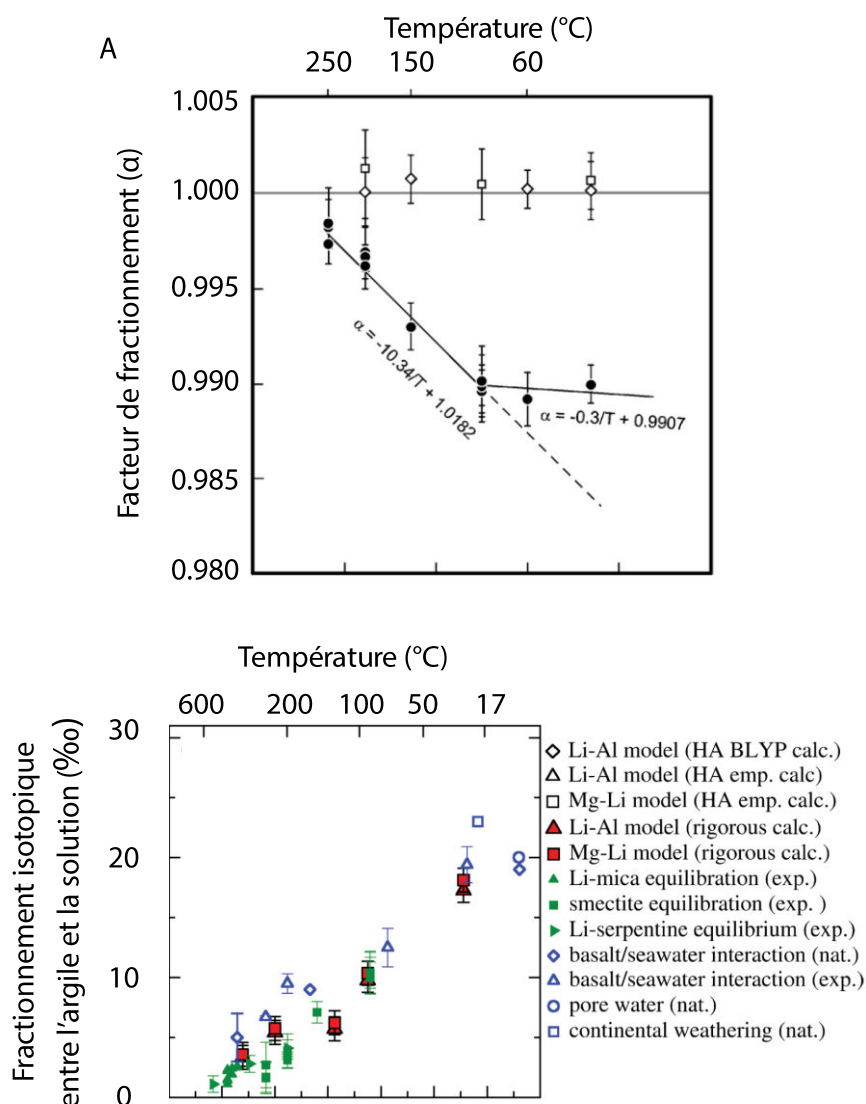 A
Température (°C)
250 150 60
Facteur de fractionnement (α)
1.005
1.000
0.995
0.990
0.985
0.980
α = -10.34/T + 1.0182
α = -0.3/T + 0.9907
Température (°C)
600 200 100 50 17
Fractionnement isotopique
entre l'argile et la solution (‰)
30
20
10
0
Li-Al model (HA BLYP calc.)
Li-Al model (HA emp. calc)
Mg-Li model (HA emp. calc.)
Li-Al model (rigorous calc.)
Mg-Li model (rigorous calc.)
Li-mica equilibration (exp.)
smectite equilibration (exp. )
Li-serpentine equilibrium (exp.)
basalt/seawater interaction (nat.)
basalt/seawater interaction (exp.)
pore water (nat.)
continental weathering (nat.)